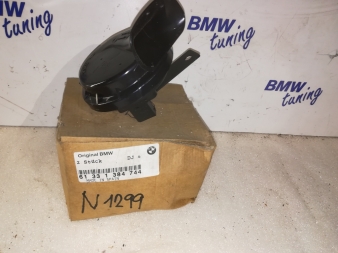 BMW
tuning
BMW
tuning
BMW
tuning
Original BMW
1 Stück
61 33 1 384 744
N 1299